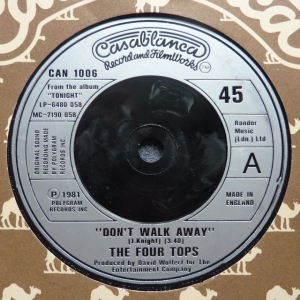 Casablanca
Record and FilmWorks
CAN 1006
From the album
"TONIGHT"
LP-6480 058
MC-7190 058
45
Rondor
Music
(Ldn.) Ltd
ORIGINAL SOUND
RECORDING MADE
BY POLYGRAM
RECORDS INC.
A
Ⓟ 1981
POLYGRAM
RECORDS INC
MADE IN
ENGLAND
"DON'T WALK AWAY"
(J.Knight) (3.40)
THE FOUR TOPS
Produced by David Wolfert for The
Entertainment Company